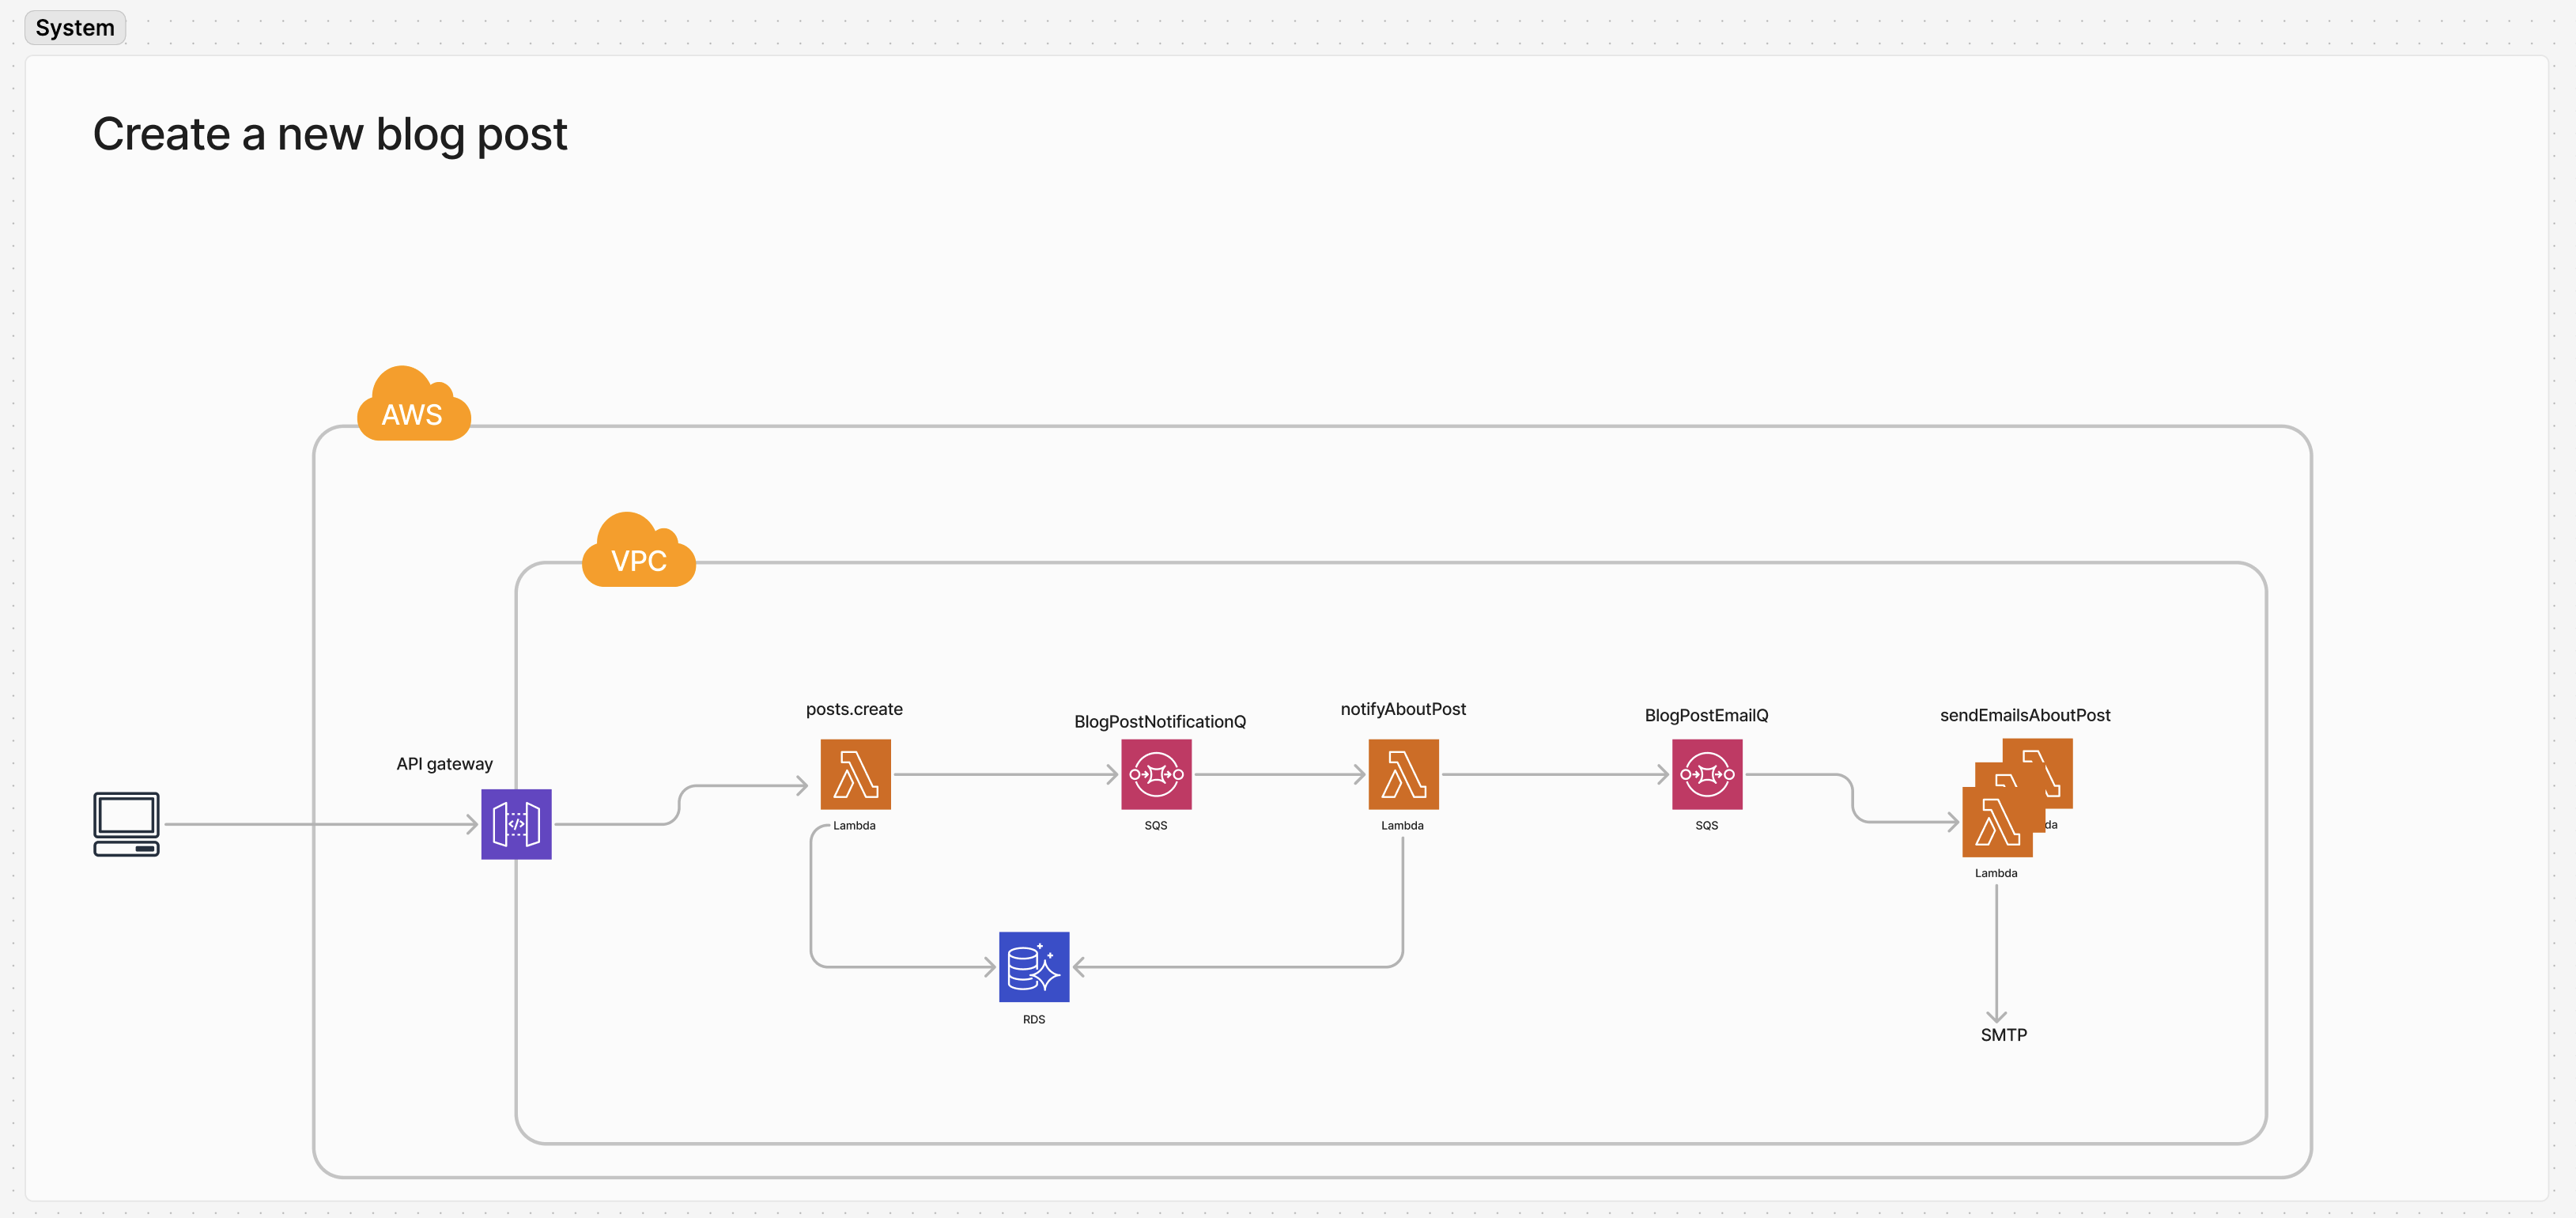 System
Create a new blog post
AWS
VPC
posts.create
BlogPostNotificationQ
notifyAboutPost
BlogPostEmailQ
sendEmailsAboutPost
API gateway
Lambda
SQS
Lambda
SQS
da
Lambda
RDS
SMTP